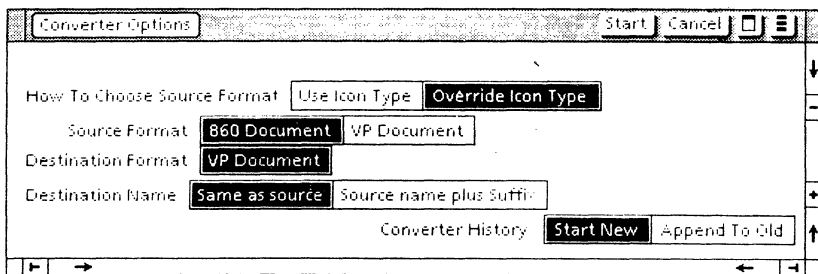 Converter Options Start Cancel
How To Choose Source Format Use Icon Type Override Icon Type
Source Format 860 Document VP Document
Destination Format VP Document
Destination Name Same as source Source name plus Suffix
Converter History Start New Append To Old